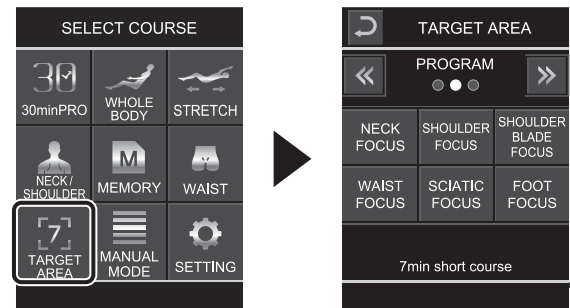 SELECT COURSE
30
30minPRO
WHOLE
BODY
STRETCH
NECK/
SHOULDER
M
MEMORY
WAIST
7
TARGET
AREA
MANUAL
MODE
SETTING
TARGET AREA
PROGRAM
NECK
FOCUS
SHOULDER
FOCUS
SHOULDER
BLADE
FOCUS
WAIST
FOCUS
SCIATIC
FOCUS
FOOT
FOCUS
7min short course